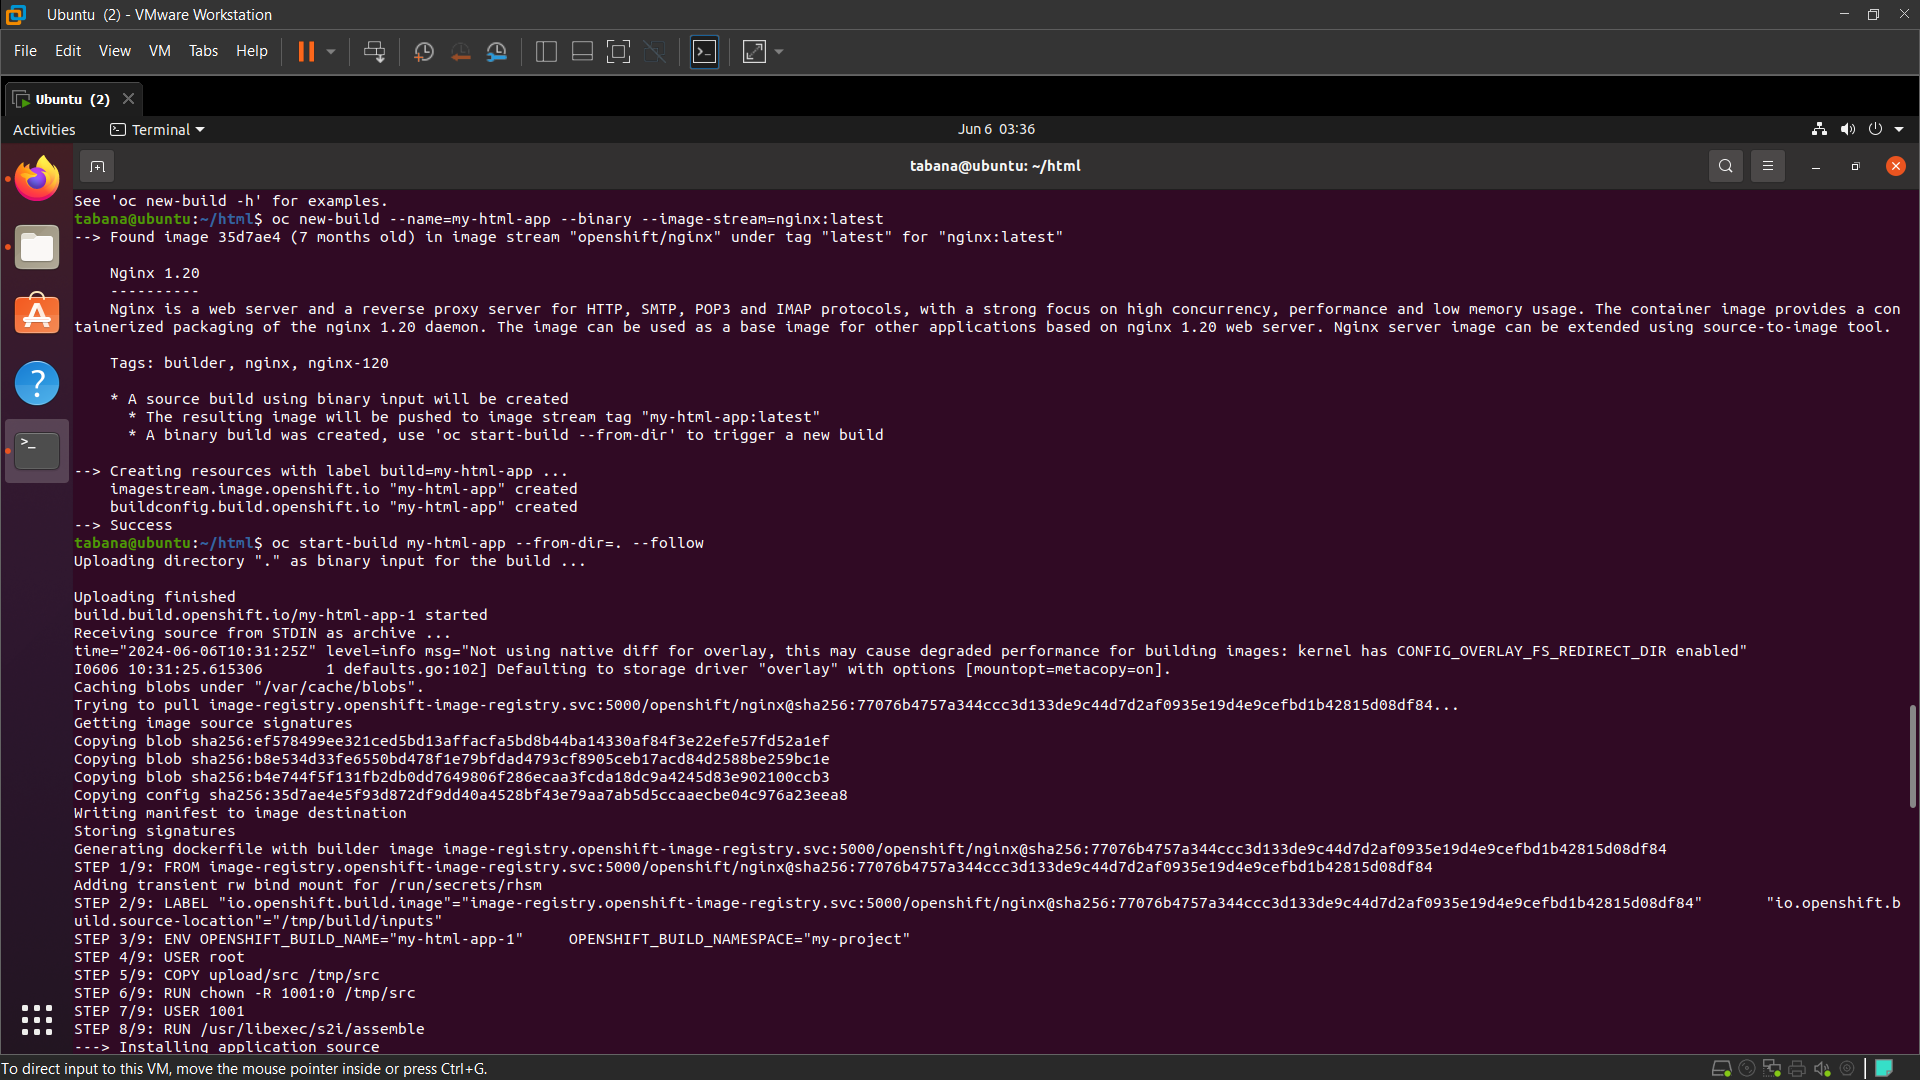 Ubuntu (2) - VMware Workstation
File Edit View VM Tabs Help
Ubuntu (2)
Activities Terminal Jun 6 03:36
tabana@ubuntu: ~/html
See 'oc new-build -h' for examples.
tabana@ubuntu:~/html$ oc new-build --name=my-html-app --binary --image-stream=nginx:latest
--> Found image 35d7ae4 (7 months old) in image stream "openshift/nginx" under tag "latest" for "nginx:latest"
Nginx 1.20
----------
Nginx is a web server and a reverse proxy server for HTTP, SMTP, POP3 and IMAP protocols, with a strong focus on high concurrency, performance and low memory usage. The container image provides a con
tainerized packaging of the nginx 1.20 daemon. The image can be used as a base image for other applications based on nginx 1.20 web server. Nginx server image can be extended using source-to-image tool.
Tags: builder, nginx, nginx-120
* A source build using binary input will be created
* The resulting image will be pushed to image stream tag "my-html-app:latest"
* A binary build was created, use 'oc start-build --from-dir' to trigger a new build
--> Creating resources with label build=my-html-app ...
imagestream.image.openshift.io "my-html-app" created
buildconfig.build.openshift.io "my-html-app" created
--> Success
tabana@ubuntu:~/html$ oc start-build my-html-app --from-dir=. --follow
Uploading directory "." as binary input for the build ...
Uploading finished
build.build.openshift.io/my-html-app-1 started
Receiving source from STDIN as archive ...
time="2024-06-06T10:31:25Z" level=info msg="Not using native diff for overlay, this may cause degraded performance for building images: kernel has CONFIG_OVERLAY_FS_REDIRECT_DIR enabled"
I0606 10:31:25.615306       1 defaults.go:102] Defaulting to storage driver "overlay" with options [mountopt=metacopy=on].
Caching blobs under "/var/cache/blobs".
Trying to pull image-registry.openshift-image-registry.svc:5000/openshift/nginx@sha256:77076b4757a344ccc3d133de9c44d7d2af0935e19d4e9cefbd1b42815d08df84...
Getting image source signatures
Copying blob sha256:ef578499ee321ced5bd13affacfa5bd8b44ba14330af84f3e22efe57fd52a1ef
Copying blob sha256:b8e534d33fe6550bd478f1e79bfdad4793cf8905ceb17acd84d2588be259bc1e
Copying blob sha256:b4e744f5f131fb2db0dd7649806f286ecaa3fcda18dc9a4245d83e902100ccb3
Copying config sha256:35d7ae4e5f93d872df9dd40a4528bf43e79aa7ab5d5ccaaecbe04c976a23eea8
Writing manifest to image destination
Storing signatures
Generating dockerfile with builder image image-registry.openshift-image-registry.svc:5000/openshift/nginx@sha256:77076b4757a344ccc3d133de9c44d7d2af0935e19d4e9cefbd1b42815d08df84
STEP 1/9: FROM image-registry.openshift-image-registry.svc:5000/openshift/nginx@sha256:77076b4757a344ccc3d133de9c44d7d2af0935e19d4e9cefbd1b42815d08df84
Adding transient rw bind mount for /run/secrets/rhsm
STEP 2/9: LABEL "io.openshift.build.image"="image-registry.openshift-image-registry.svc:5000/openshift/nginx@sha256:77076b4757a344ccc3d133de9c44d7d2af0935e19d4e9cefbd1b42815d08df84"       "io.openshift.b
uild.source-location"="/tmp/build/inputs"
STEP 3/9: ENV OPENSHIFT_BUILD_NAME="my-html-app-1"     OPENSHIFT_BUILD_NAMESPACE="my-project"
STEP 4/9: USER root
STEP 5/9: COPY upload/src /tmp/src
STEP 6/9: RUN chown -R 1001:0 /tmp/src
STEP 7/9: USER 1001
STEP 8/9: RUN /usr/libexec/s2i/assemble
---> Installing application source
To direct input to this VM, move the mouse pointer inside or press Ctrl+G.